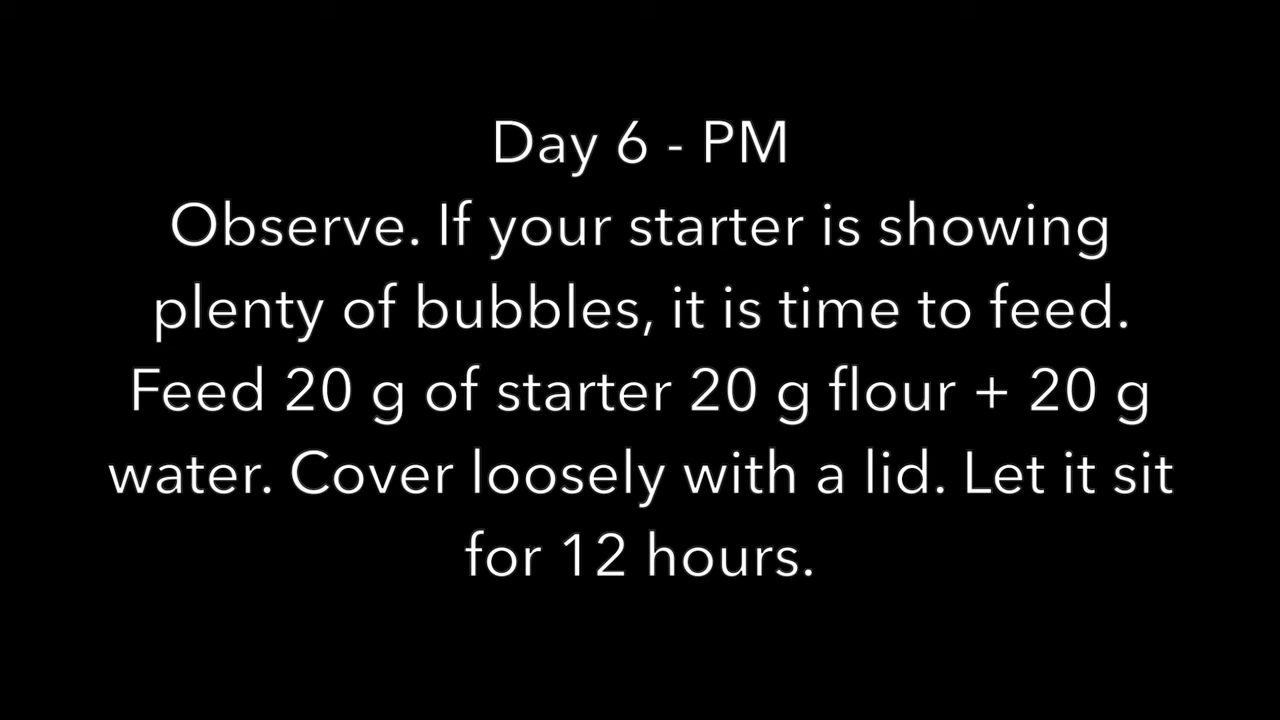 Day 6 - PM
Observe. If your starter is showing
plenty of bubbles, it is time to feed.
Feed 20 g of starter 20 g flour + 20 g
water. Cover loosely with a lid. Let it sit
for 12 hours.